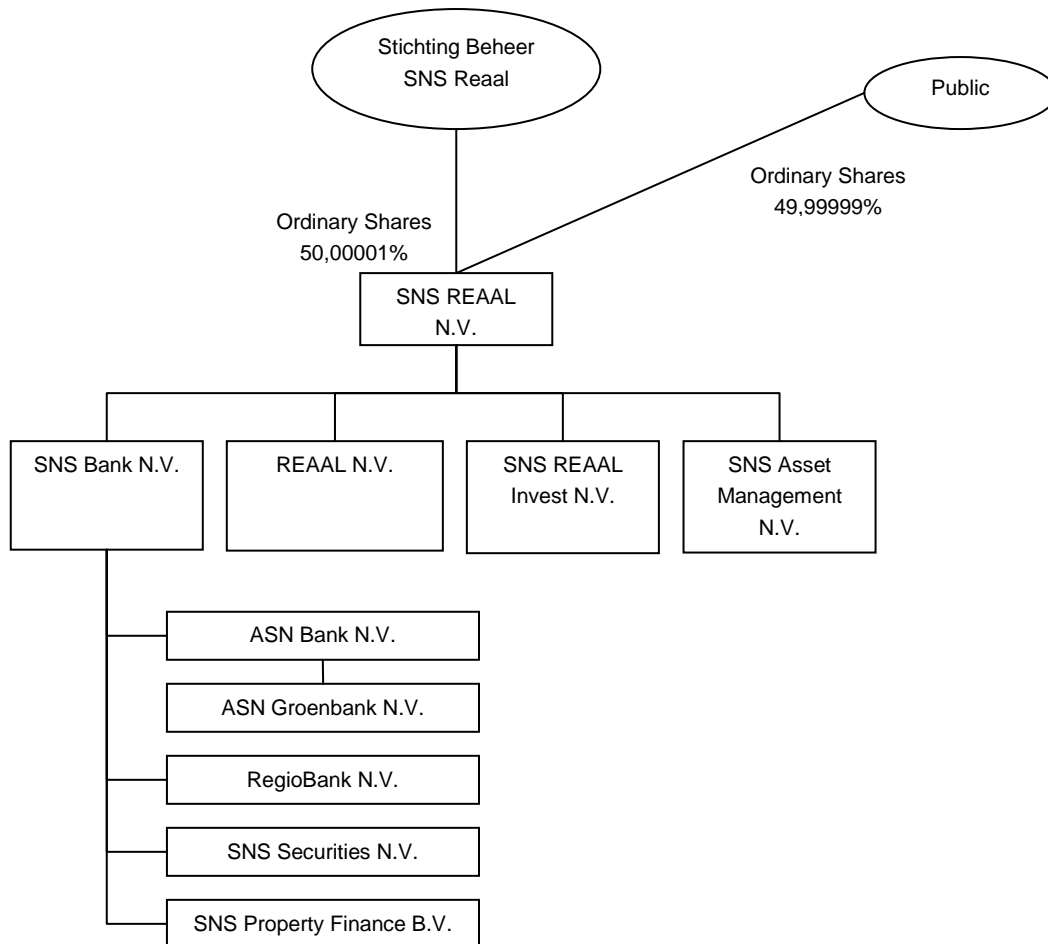 Stichting Beheer
SNS Reaal
Public
Ordinary Shares
49,99999%
Ordinary Shares
50,00001%
SNS REAAL
N.V.
SNS Bank N.V.
REAAL N.V.
SNS REAAL
Invest N.V.
SNS Asset
Management
N.V.
ASN Bank N.V.
ASN Groenbank N.V.
RegioBank N.V.
SNS Securities N.V.
SNS Property Finance B.V.